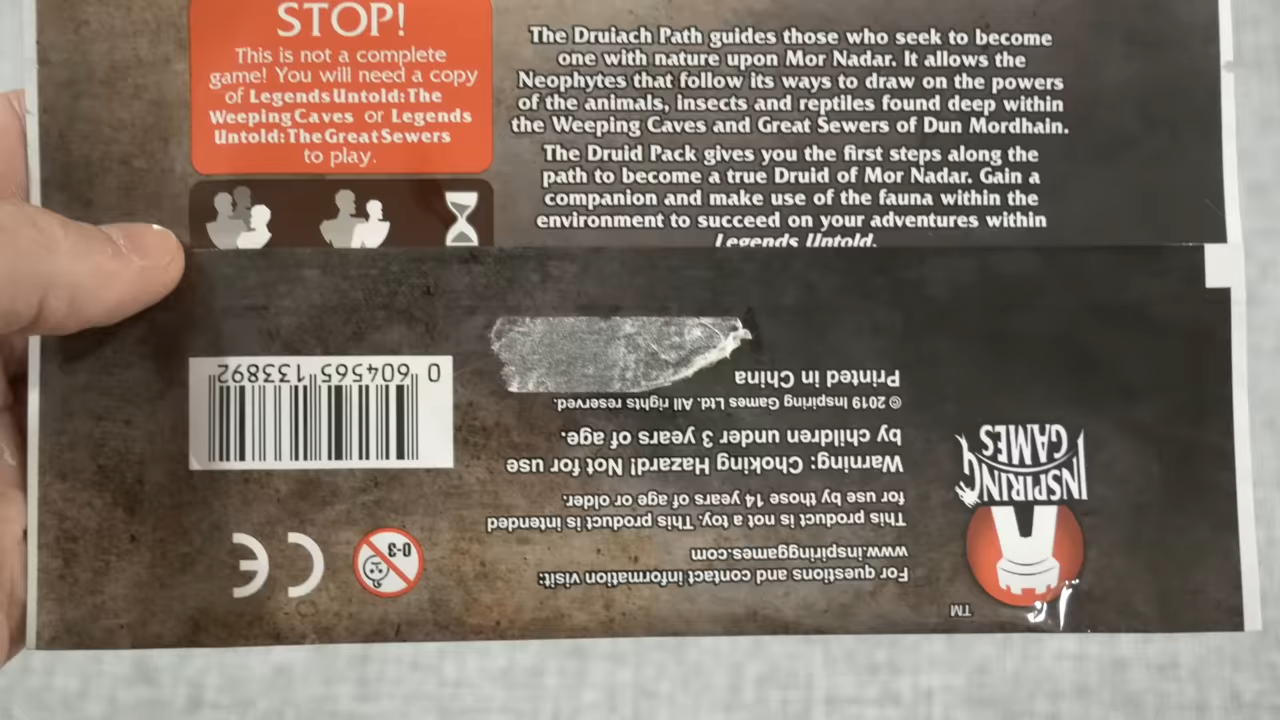 STOP!
This is not a complete
game! You will need a copy
of Legends Untold: The
Weeping Caves or Legends
Untold: The Great Sewers
to play.
The Druiach Path guides those who seek to become
one with nature upon Mor Nadar. It allows the
Neophytes that follow its ways to draw on the powers
of the animals, insects and reptiles found deep within
the Weeping Caves and Great Sewers of Dun Mordhain.
The Druid Pack gives you the first steps along the
path to become a true Druid of Mor Nadar. Gain a
companion and make use of the fauna within the
environment to succeed on your adventures within
Legends Untold.
TM
For questions and contact information visit:
www.inspiringgames.com
This product is not a toy. This product is intended
for use by those 14 years of age or older.
Warning: Choking Hazard! Not for use
by children under 3 years of age.
© 2019 Inspiring Games Ltd. All rights reserved.
Printed in China
INSPIRING
GAMES
0-3
CE
0 604565 133892